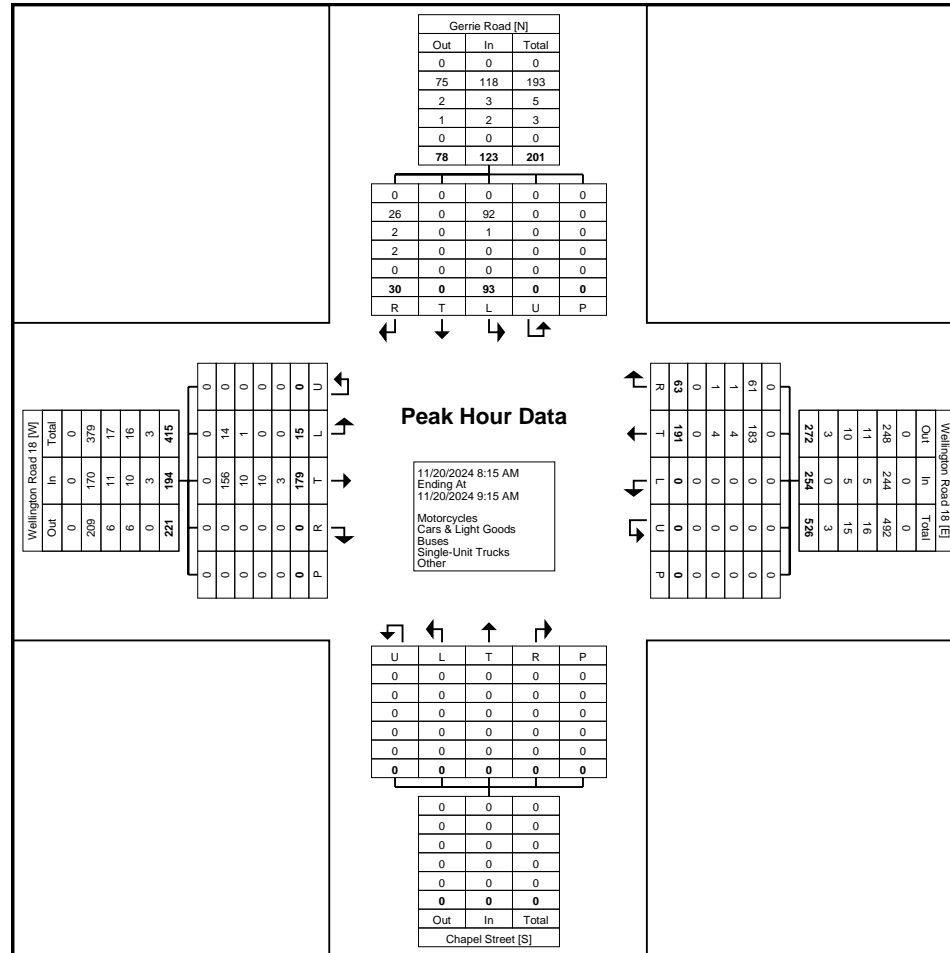 Gerrie Road [N]
Out In Total
0 0 0
75 118 193
2 3 5
1 2 3
0 0 0
78 123 201
0 0 0 0 0
26 0 92 0 0
2 0 1 0 0
2 0 0 0 0
0 0 0 0 0
30 0 93 0 0
R T L U P
Wellington Road 18 [W]
Out In Total
0 0 0
209 170 379
6 11 17
6 10 16
0 3 3
221 194 415
0 0 0 0 0
0 0 156 14 0
0 0 10 1 0
0 0 10 0 0
0 0 3 0 0
0 0 179 15 0
P R T L U
Peak Hour Data
11/20/2024 8:15 AM
Ending At
11/20/2024 9:15 AM
Motorcycles
Cars & Light Goods
Buses
Single-Unit Trucks
Other
Wellington Road 18 [E]
Out In Total
0 0 0
248 244 492
11 5 16
10 5 15
3 0 3
272 254 526
0 0 0 0 0
61 183 0 0 0
1 4 0 0 0
1 4 0 0 0
0 0 0 0 0
63 191 0 0 0
R T L U P
U L T R P
0 0 0 0 0
0 0 0 0 0
0 0 0 0 0
0 0 0 0 0
0 0 0 0 0
0 0 0 0 0
0 0 0
0 0 0
0 0 0
0 0 0
0 0 0
0 0 0
Out In Total
Chapel Street [S]